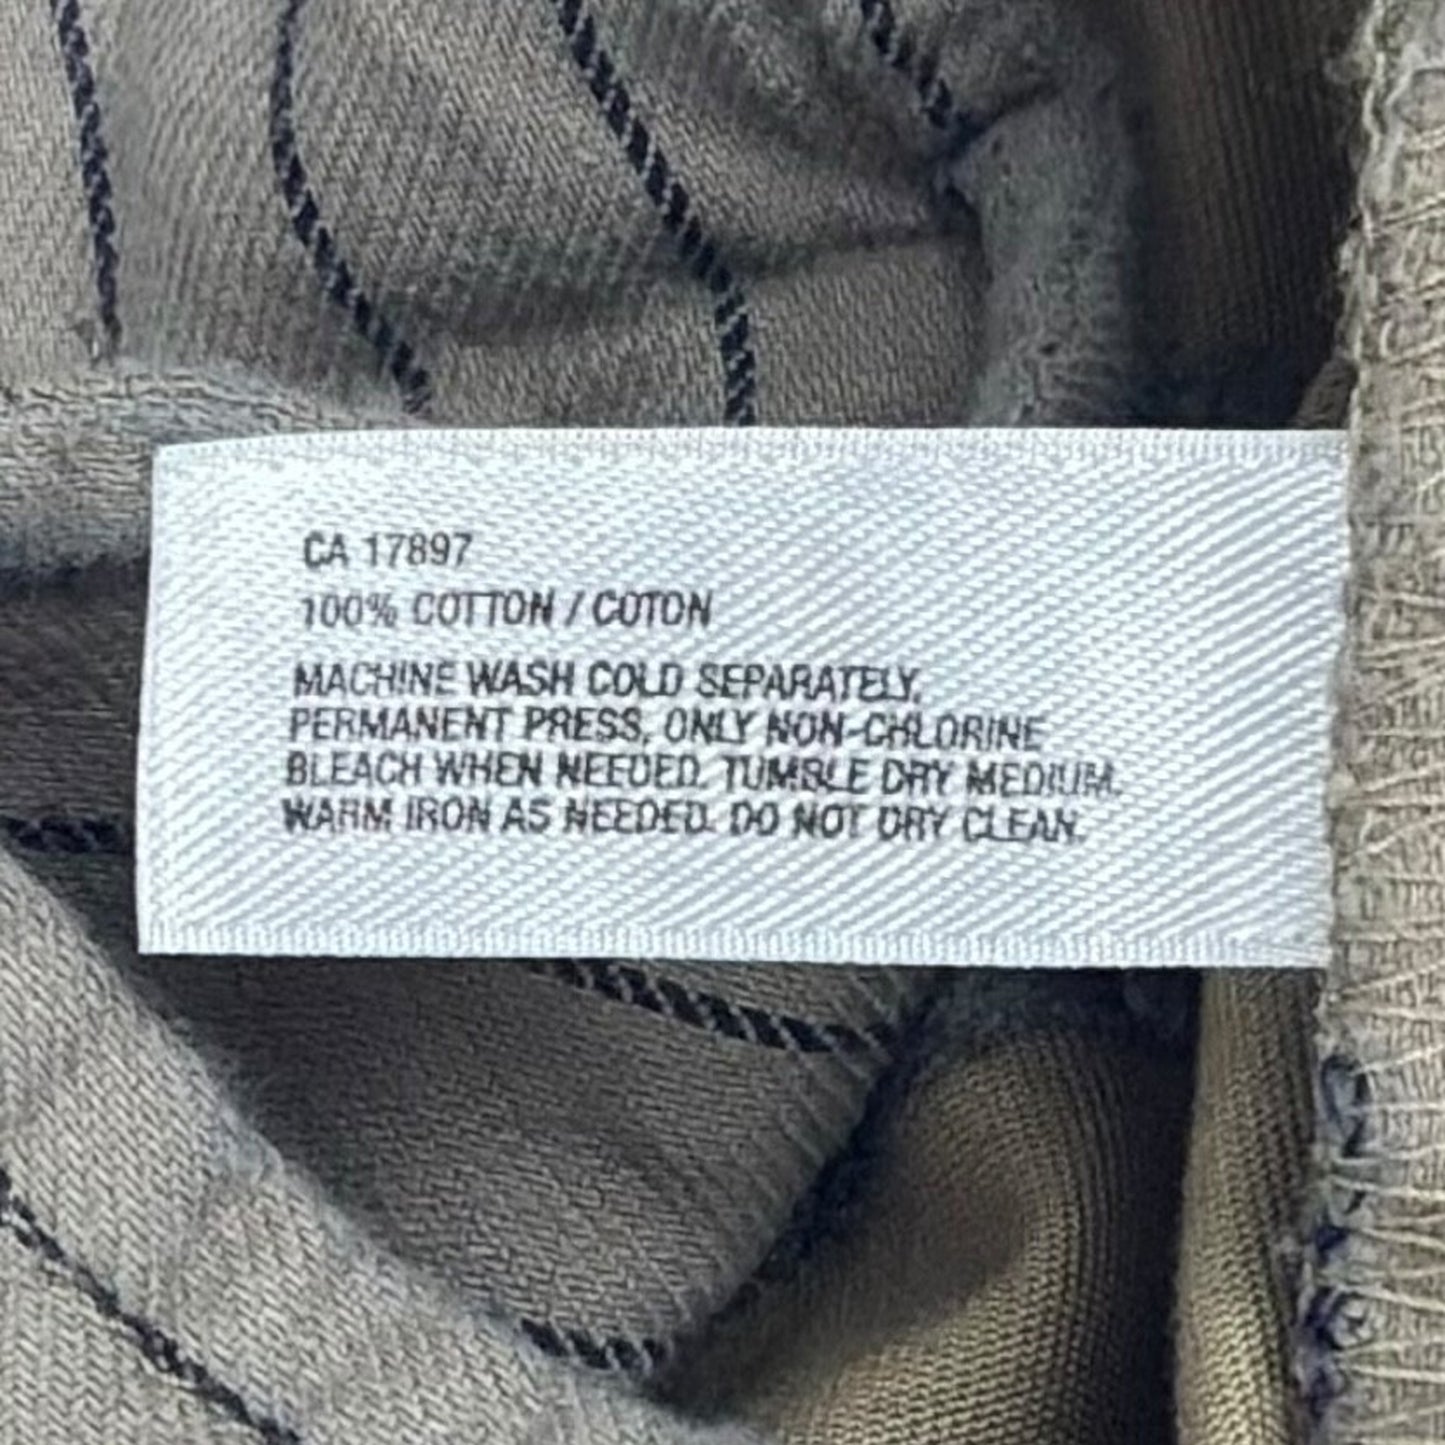 CA 17897
100% COTTON / COTON
MACHINE WASH COLD SEPARATELY,
PERMANENT PRESS, ONLY NON-CHLORINE
BLEACH WHEN NEEDED. TUMBLE DRY MEDIUM.
WARM IRON AS NEEDED. DO NOT DRY CLEAN.